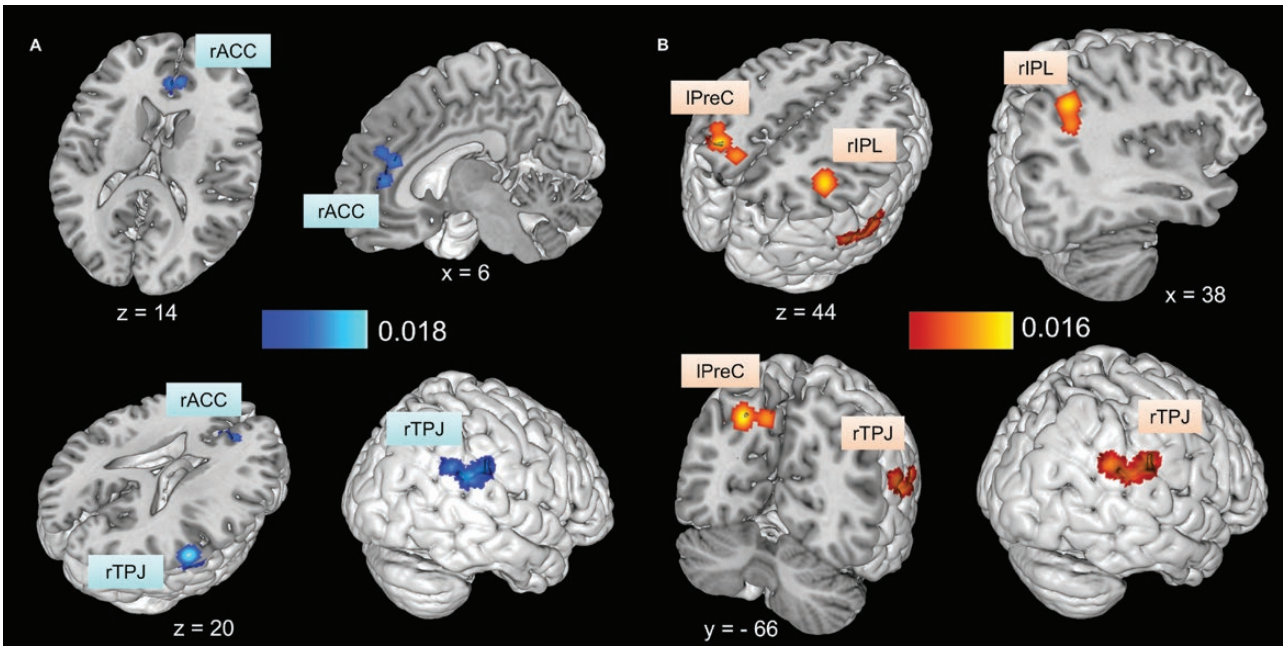 A
rACC
rACC
z = 14
x = 6
0.018
rACC
rTPJ
rTPJ
z = 20
B
lPreC
rIPL
rIPL
z = 44
x = 38
0.016
lPreC
rTPJ
rTPJ
y = - 66